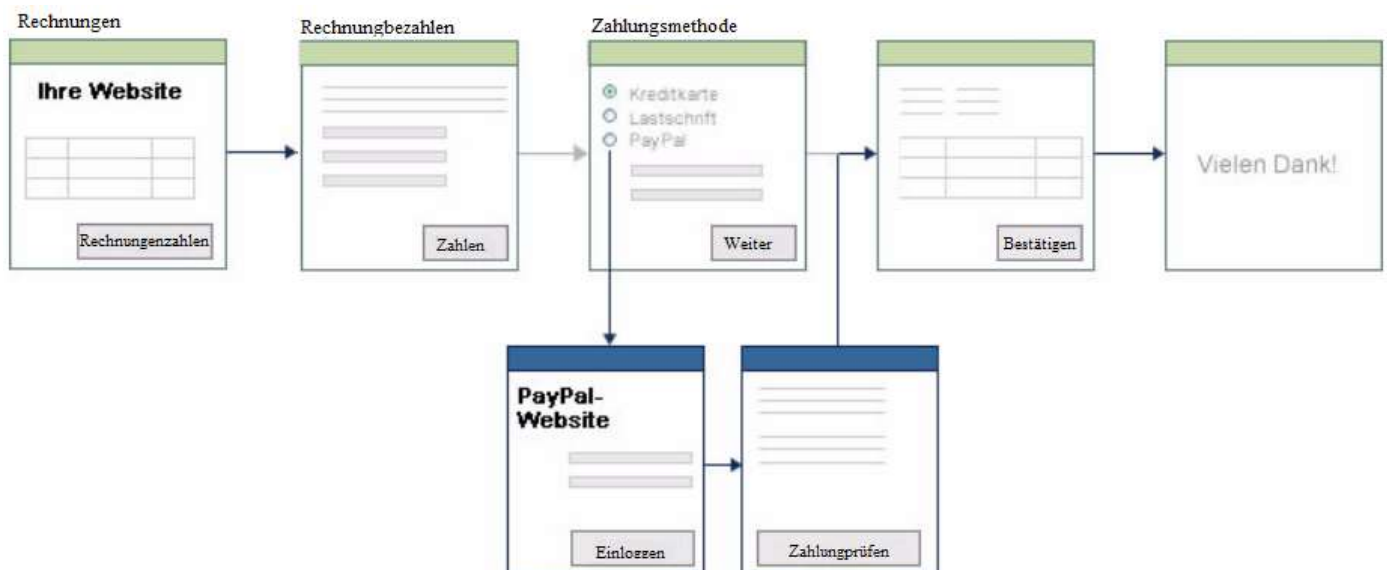 Rechnungen
Rechnungbezahlen
Zahlungsmethode
Ihre Website
Kreditkarte
Lastschrift
PayPal
Vielen Dank!
Rechnungenzahlen
Zahlen
Weiter
Bestätigen
PayPal-
Website
Einloggen
Zahlungprüfen